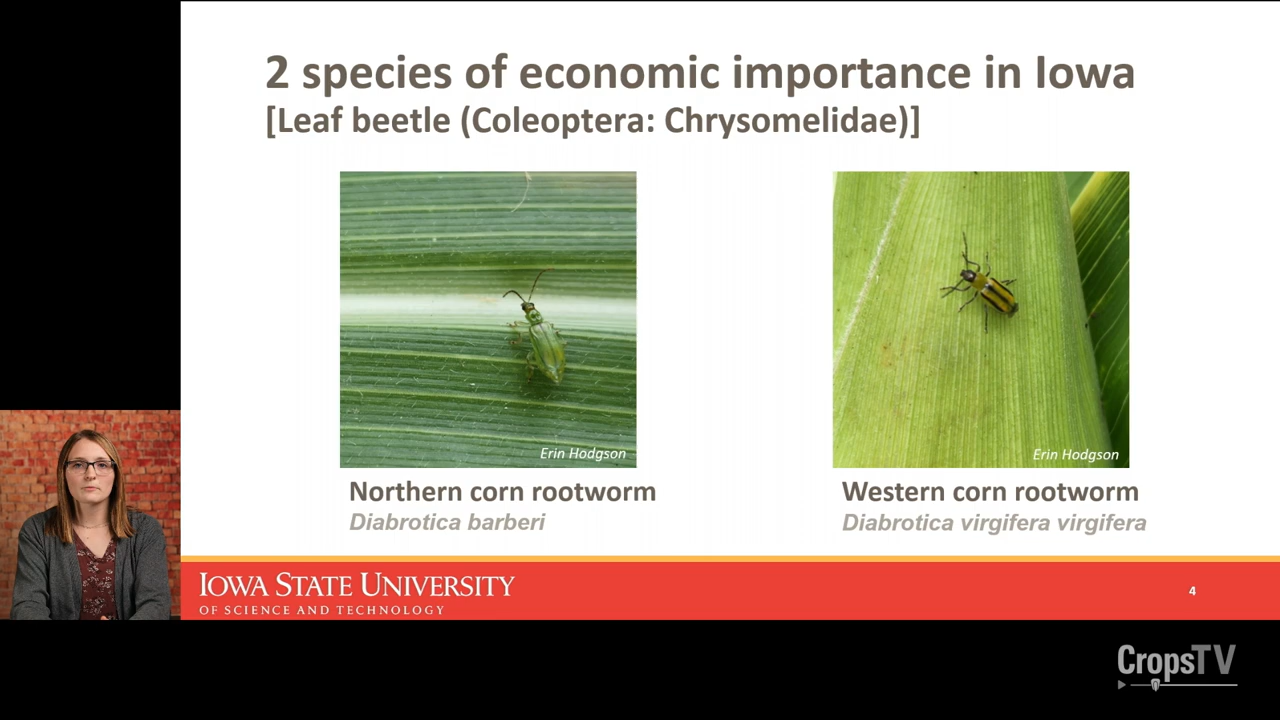 2 species of economic importance in Iowa
[Leaf beetle (Coleoptera: Chrysomelidae)]
Erin Hodgson
Erin Hodgson
Northern corn rootworm
Diabrotica barberi
Western corn rootworm
Diabrotica virgifera virgifera
IOWA STATE UNIVERSITY
OF SCIENCE AND TECHNOLOGY
4
CropsTV